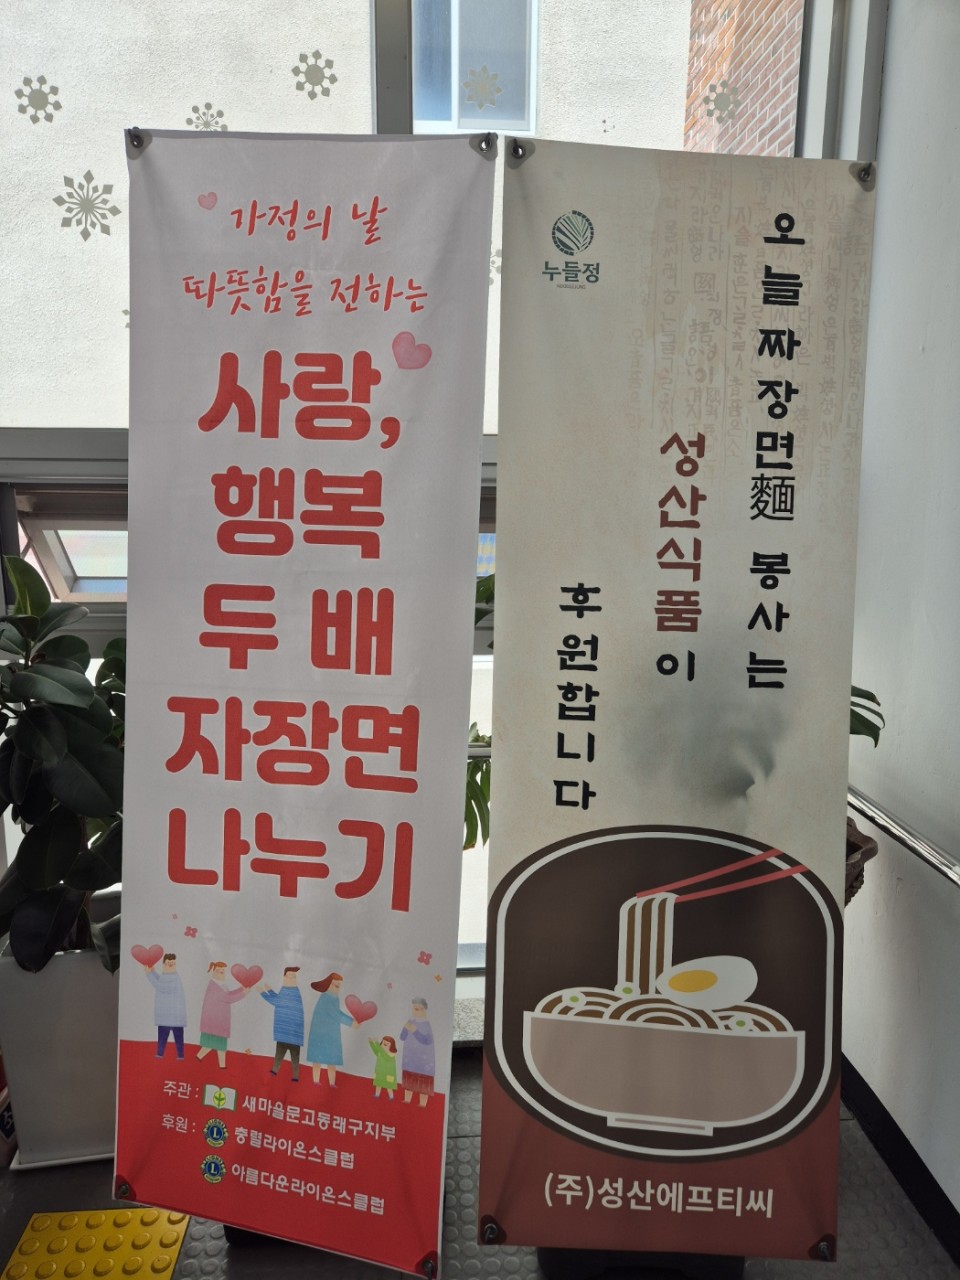 가정의 날
따뜻함을 전하는
사랑,
행복
두 배
자장면
나누기
주관 : 새마을문고동래구지부
후원 : 충렬라이온스클럽
아름다운라이온스클럽
누들정
오늘짜장면麵 봉사는
성산식품이
후원합니다
(주)성산에프티씨